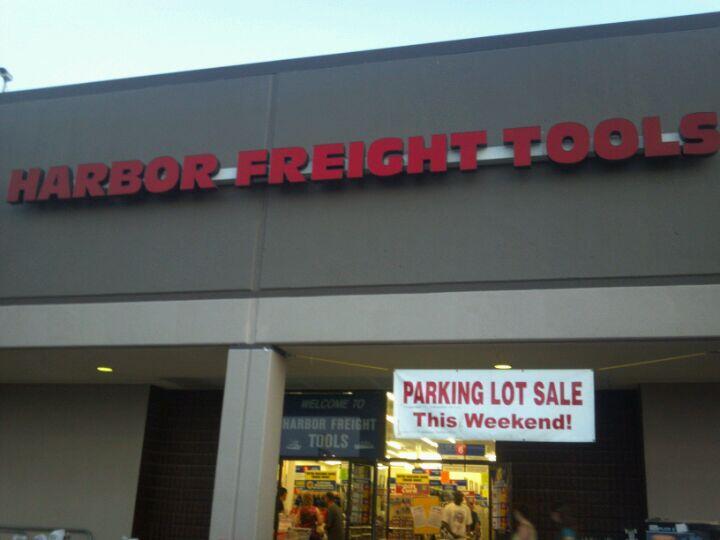 HARBOR FREIGHT TOOLS
PARKING LOT SALE
This Weekend!
WELCOME TO
HARBOR FREIGHT
TOOLS